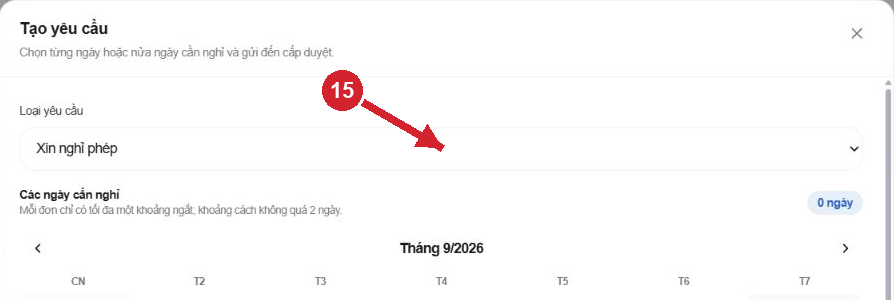 Tạo yêu cầu
Chọn từng ngày hoặc nửa ngày cần nghỉ và gửi đến cấp duyệt.
15
Loại yêu cầu
Xin nghỉ phép
Các ngày cần nghỉ
0 ngày
Mỗi đơn chỉ có tối đa một khoảng ngắt; khoảng cách không quá 2 ngày.
Tháng 9/2026
CN T2 T3 T4 T5 T6 T7